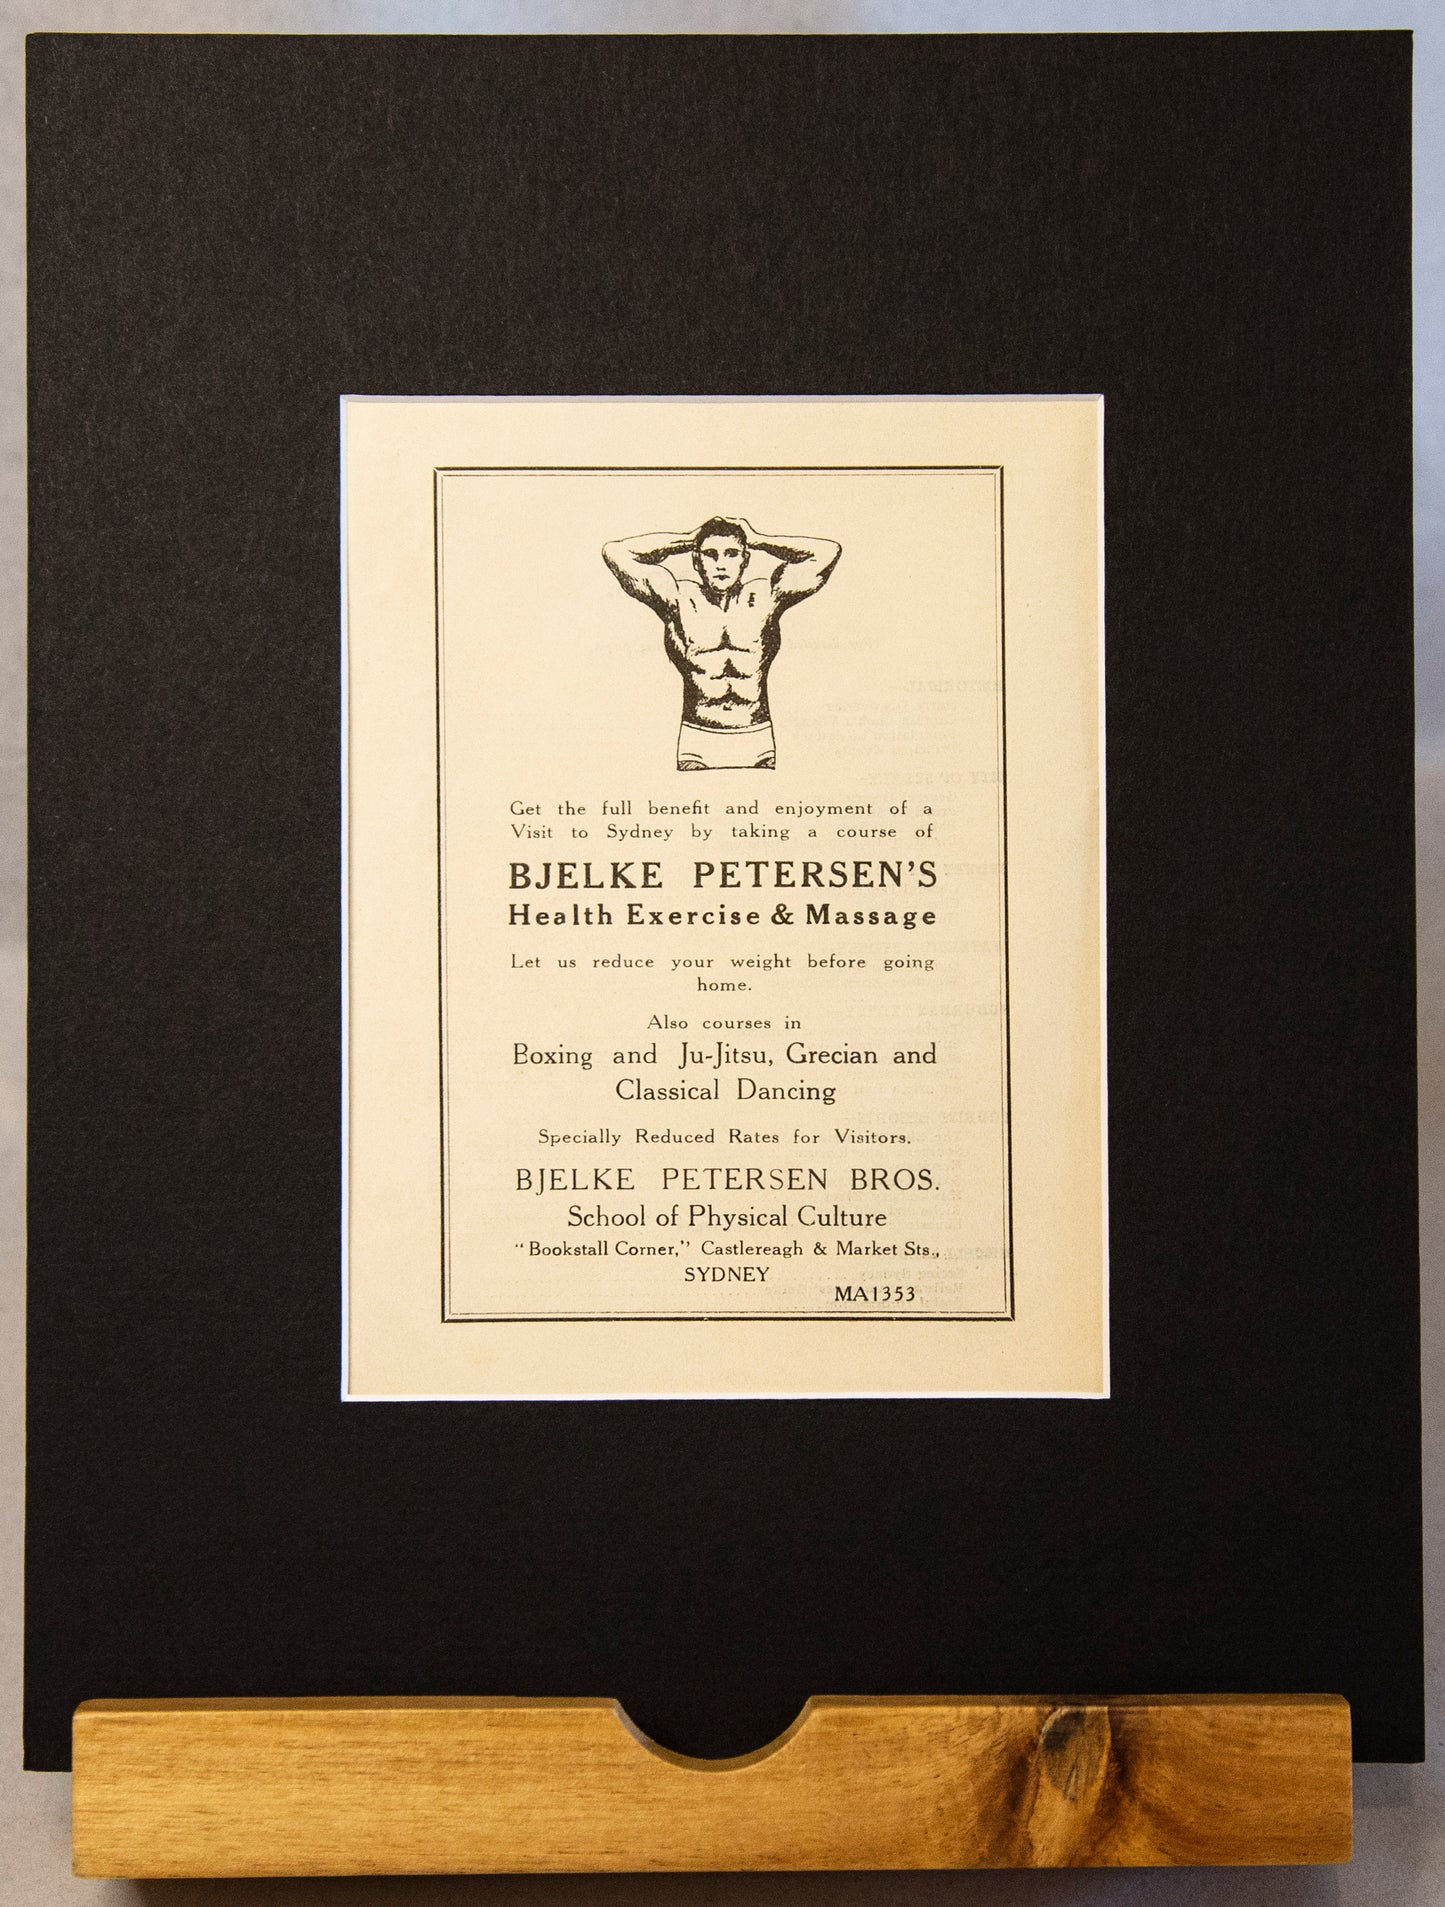 Get the full benefit and enjoyment of a
Visit to Sydney by taking a course of
BJELKE PETERSEN'S
Health Exercise & Massage
Let us reduce your weight before going
home.
Also courses in
Boxing and Ju-Jitsu, Grecian and
Classical Dancing
Specially Reduced Rates for Visitors.
BJELKE PETERSEN BROS.
School of Physical Culture
"Bookstall Corner," Castlereagh & Market Sts.,
SYDNEY
MA1353